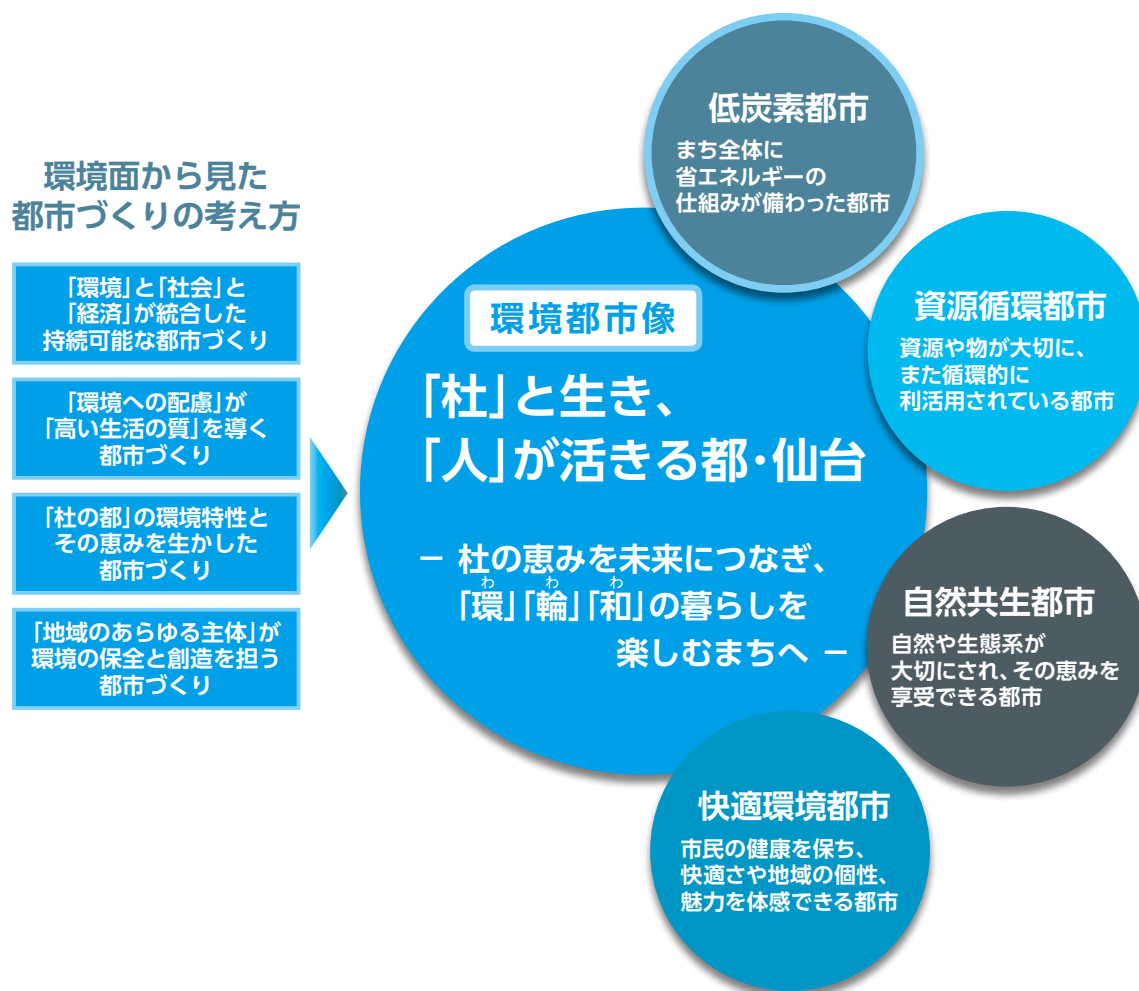 環境面から見た
都市づくりの考え方
「環境」と「社会」と
「経済」が統合した
持続可能な都市づくり
「環境への配慮」が
「高い生活の質」を導く
都市づくり
「杜の都」の環境特性と
その恵みを生かした
都市づくり
「地域のあらゆる主体」が
環境の保全と創造を担う
都市づくり
環境都市像
「杜」と生き、
「人」が活きる都・仙台
― 杜の恵みを未来につなぎ、
わ わ わ
「環」「輪」「和」の暮らしを
楽しむまちへ ―
低炭素都市
まち全体に
省エネルギーの
仕組みが備わった都市
資源循環都市
資源や物が大切に、
また循環的に
利活用されている都市
自然共生都市
自然や生態系が
大切にされ、その恵みを
享受できる都市
快適環境都市
市民の健康を保ち、
快適さや地域の個性、
魅力を体感できる都市